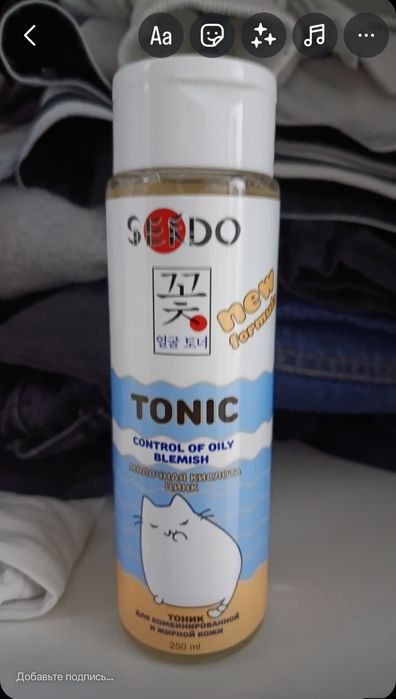 Aa
SENDO
꽃
얼굴 토너
new
formula
TONIC
CONTROL OF OILY
BLEMISH
МОЛОЧНАЯ КИСЛОТА
ЦИНК
ТОНИК
ДЛЯ КОМБИНИРОВАННОЙ
И ЖИРНОЙ КОЖИ
250 ml
Добавьте подпись...